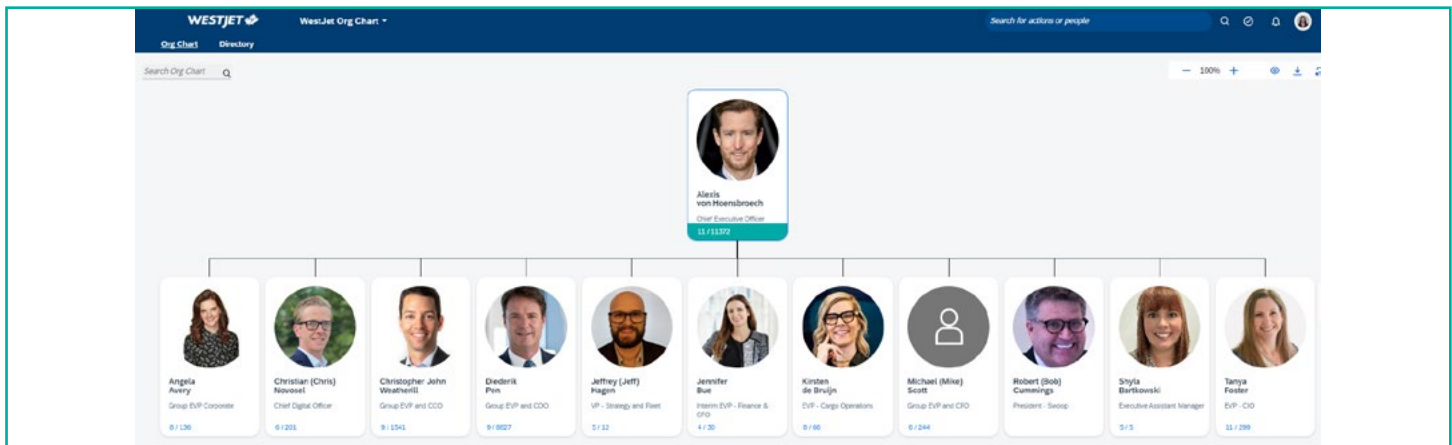 WESTJET
WestJet Org Chart
Search for actions or people
Org Chart
Directory
Search Org Chart
100%
Alexis
von Hoensbroech
Chief Executive Officer
11 / 11372
Angela
Avery
Group EVP Corporate
8 / 136
Christian (Chris)
Novosel
Chief Digital Officer
6 / 201
Christopher John
Weatherill
Group EVP and CCO
9 / 1541
Diederik
Pen
Group EVP and COO
9 / 8827
Jeffrey (Jeff)
Hagen
VP - Strategy and Fleet
5 / 12
Jennifer
Bue
Interim EVP - Finance &
CFO
4 / 30
Kirsten
de Bruijn
EVP - Cargo Operations
8 / 66
Michael (Mike)
Scott
Group EVP and CFO
6 / 244
Robert (Bob)
Cummings
President - Swoop
Shyla
Bartkowski
Executive Assistant Manager
5 / 5
Tanya
Foster
EVP - CIO
11 / 299